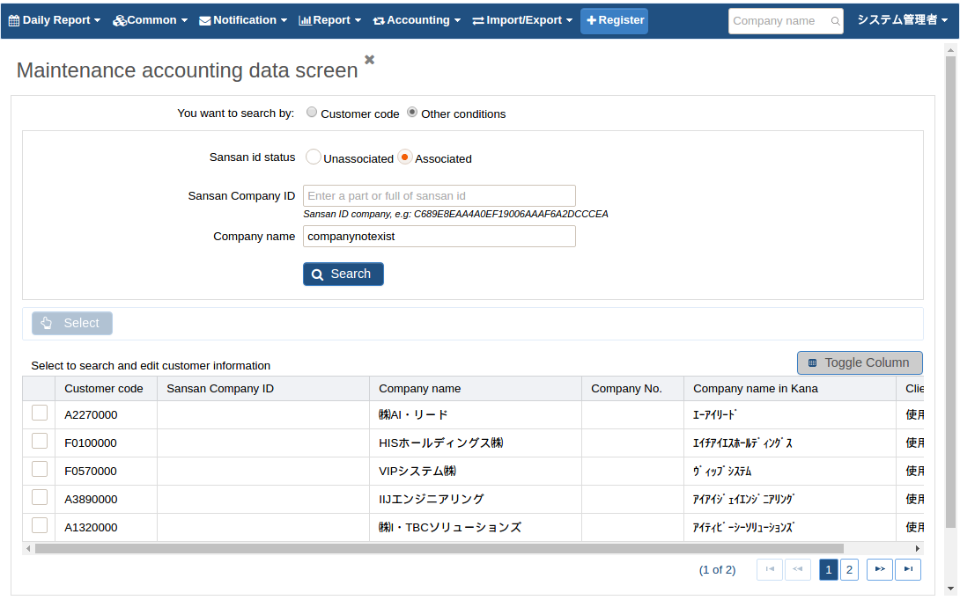 Daily Report Common Notification Report Accounting Import/Export Register Company name システム管理者
Maintenance accounting data screen
You want to search by: Customer code Other conditions
Sansan id status Unassociated Associated
Sansan Company ID Enter a part or full of sansan id
Sansan ID company, e.g: C689E8EAA4A0EF19006AAAF6A2DCCCEA
Company name companynotexist
Search
Select
Select to search and edit customer information Toggle Column
Customer code Sansan Company ID Company name Company No. Company name in Kana Clie
A2270000 ㈱AI・リード ｴｰｱｲﾘｰﾄﾞ 使用
F0100000 HISホールディングス㈱ ｴｲﾁｱｲｴｽﾎｰﾙﾃﾞｨﾝｸﾞｽ 使用
F0570000 VIPシステム㈱ ｳﾞｨｯﾌﾟｼｽﾃﾑ 使用
A3890000 IIJエンジニアリング ｱｲｱｲｼﾞｪｲｴﾝｼﾞﾆｱﾘﾝｸﾞ 使用
A1320000 ㈱I・TBCソリューションズ ｱｲﾃｨﾋﾞｰｼｰｿﾘｭｰｼｮﾝｽﾞ 使用
(1 of 2) 1 2